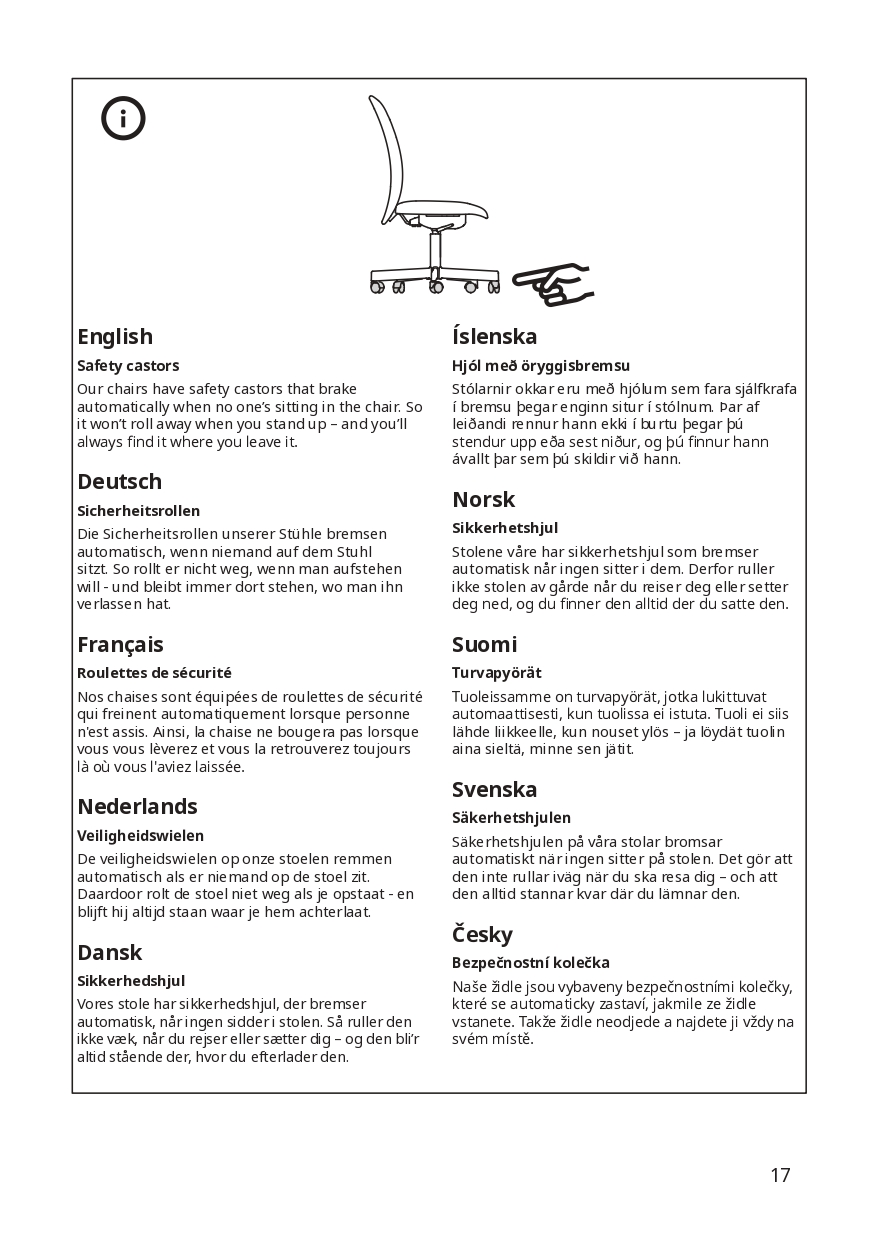 English
Safety castors
Our chairs have safety castors that brake
automatically when no one’s sitting in the chair. So
it won’t roll away when you stand up – and you’ll
always find it where you leave it.
Deutsch
Sicherheitsrollen
Die Sicherheitsrollen unserer Stühle bremsen
automatisch, wenn niemand auf dem Stuhl
sitzt. So rollt er nicht weg, wenn man aufstehen
will - und bleibt immer dort stehen, wo man ihn
verlassen hat.
Français
Roulettes de sécurité
Nos chaises sont équipées de roulettes de sécurité
qui freinent automatiquement lorsque personne
n'est assis. Ainsi, la chaise ne bougera pas lorsque
vous vous lèverez et vous la retrouverez toujours
là où vous l'aviez laissée.
Nederlands
Veiligheidswielen
De veiligheidswielen op onze stoelen remmen
automatisch als er niemand op de stoel zit.
Daardoor rolt de stoel niet weg als je opstaat - en
blijft hij altijd staan waar je hem achterlaat.
Dansk
Sikkerhedshjul
Vores stole har sikkerhedshjul, der bremser
automatisk, når ingen sidder i stolen. Så ruller den
ikke væk, når du rejser eller sætter dig – og den bli’r
altid stående der, hvor du efterlader den.
Íslenska
Hjól með öryggisbremsu
Stólarnir okkar eru með hjólum sem fara sjálfkrafa
í bremsu þegar enginn situr í stólnum. Þar af
leiðandi rennur hann ekki í burtu þegar þú
stendur upp eða sest niður, og þú finnur hann
ávallt þar sem þú skildir við hann.
Norsk
Sikkerhetshjul
Stolene våre har sikkerhetshjul som bremser
automatisk når ingen sitter i dem. Derfor ruller
ikke stolen av gårde når du reiser deg eller setter
deg ned, og du finner den alltid der du satte den.
Suomi
Turvapyörät
Tuoleissamme on turvapyörät, jotka lukittuvat
automaattisesti, kun tuolissa ei istuta. Tuoli ei siis
lähde liikkeelle, kun nouset ylös – ja löydät tuolin
aina sieltä, minne sen jätit.
Svenska
Säkerhetshjulen
Säkerhetshjulen på våra stolar bromsar
automatiskt när ingen sitter på stolen. Det gör att
den inte rullar iväg när du ska resa dig – och att
den alltid stannar kvar där du lämnar den.
Česky
Bezpečnostní kolečka
Naše židle jsou vybaveny bezpečnostními kolečky,
které se automaticky zastaví, jakmile ze židle
vstanete. Takže židle neodjede a najdete ji vždy na
svém místě.
17